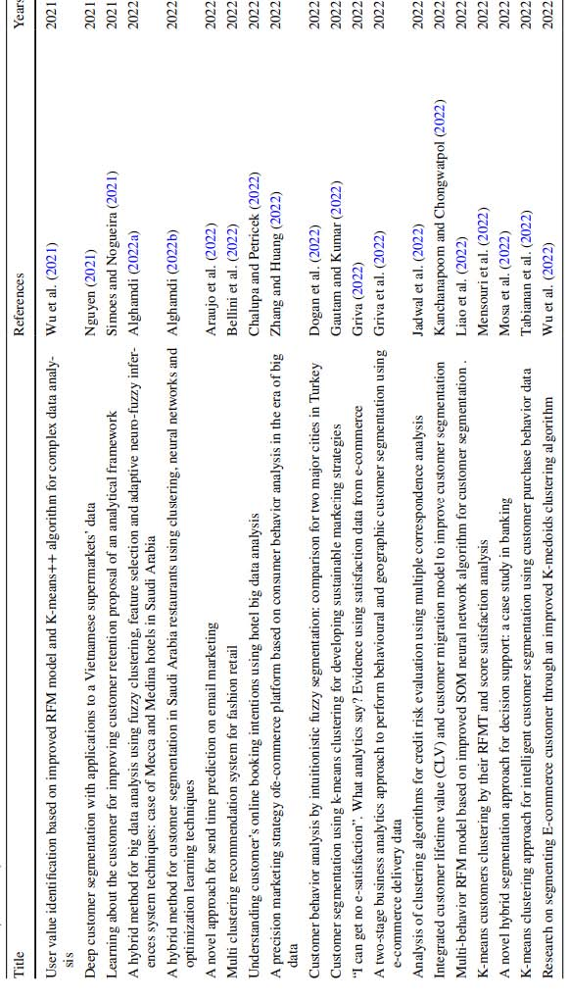 Title References Years
User value identification based on improved RFM model and K-means++ algorithm for complex data analy- Wu et al. (2021) 2021
sis
Deep customer segmentation with applications to a Vietnamese supermarkets' data Nguyen (2021) 2021
Learning about the customer for improving customer retention proposal of an analytical framework Simoes and Nogueira (2021) 2021
A hybrid method for big data analysis using fuzzy clustering, feature selection and adaptive neuro-fuzzy infer- Alghamdi (2022a) 2022
ences system techniques: case of Mecca and Medina hotels in Saudi Arabia
A hybrid method for customer segmentation in Saudi Arabia restaurants using clustering, neural networks and Alghamdi (2022b) 2022
optimization learning techniques
A novel approach for send time prediction on email marketing Araujo et al. (2022) 2022
Multi clustering recommendation system for fashion retail Bellini et al. (2022) 2022
Understanding customer's online booking intentions using hotel big data analysis Chalupa and Petricek (2022) 2022
A precision marketing strategy ofe-commerce platform based on consumer behavior analysis in the era of big Zhang and Huang (2022) 2022
data
Customer behavior analysis by intuitionistic fuzzy segmentation: comparison for two major cities in Turkey Dogan et al. (2022) 2022
Customer segmentation using k-means clustering for developing sustainable marketing strategies Gautam and Kumar (2022) 2022
"I can get no e-satisfaction". What analytics say? Evidence using satisfaction data from e-commerce Griva (2022) 2022
A two-stage business analytics approach to perform behavioural and geographic customer segmentation using Griva et al. (2022) 2022
e-commerce delivery data
Analysis of clustering algorithms for credit risk evaluation using multiple correspondence analysis Jadwal et al. (2022) 2022
Integrated customer lifetime value (CLV) and customer migration model to improve customer segmentation Kanchanapoom and Chongwatpol (2022) 2022
Multi-behavior RFM model based on improved SOM neural network algorithm for customer segmentation . Liao et al. (2022) 2022
K-means customers clustering by their RFMT and score satisfaction analysis Mensouri et al. (2022) 2022
A novel hybrid segmentation approach for decision support: a case study in banking Mosa et al. (2022) 2022
K-means clustering approach for intelligent customer segmentation using customer purchase behavior data Tabianan et al. (2022) 2022
Research on segmenting E-commerce customer through an improved K-medoids clustering algorithm Wu et al. (2022) 2022